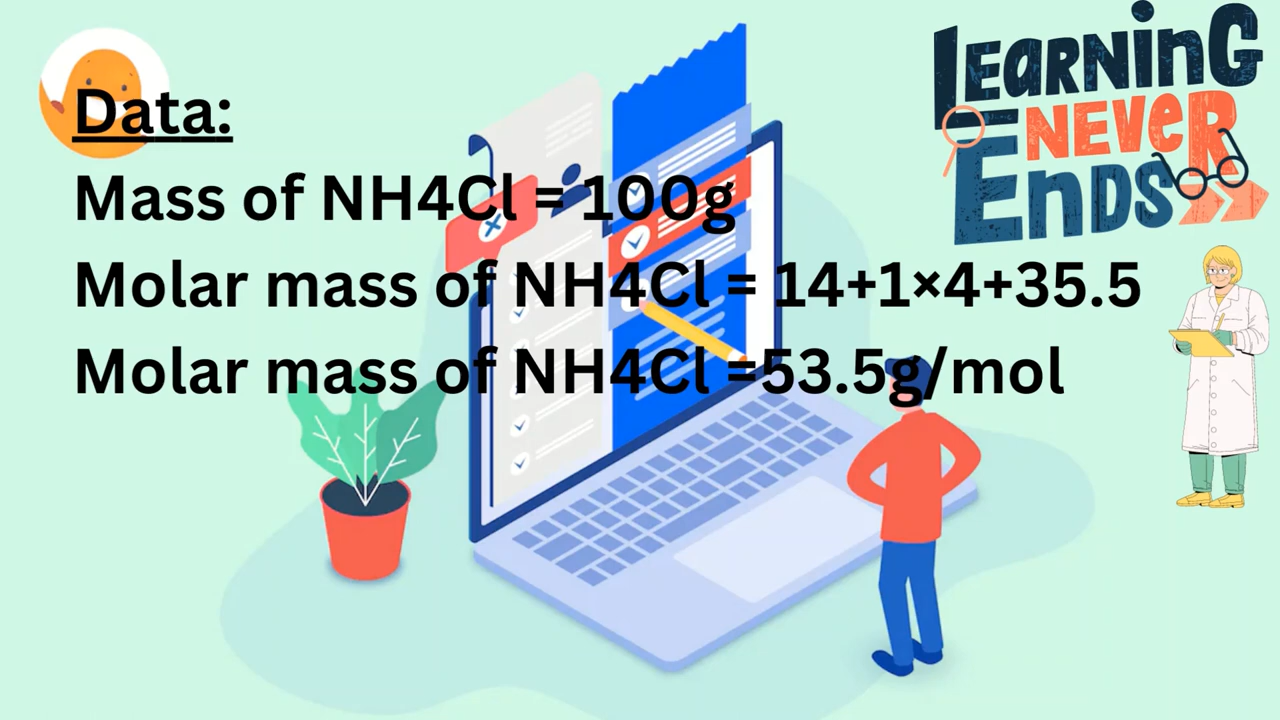 Data:
Mass of NH4Cl = 100g
Molar mass of NH4Cl = 14+1×4+35.5
Molar mass of NH4Cl =53.5g/mol
LEARNING
NEVER
ENDS